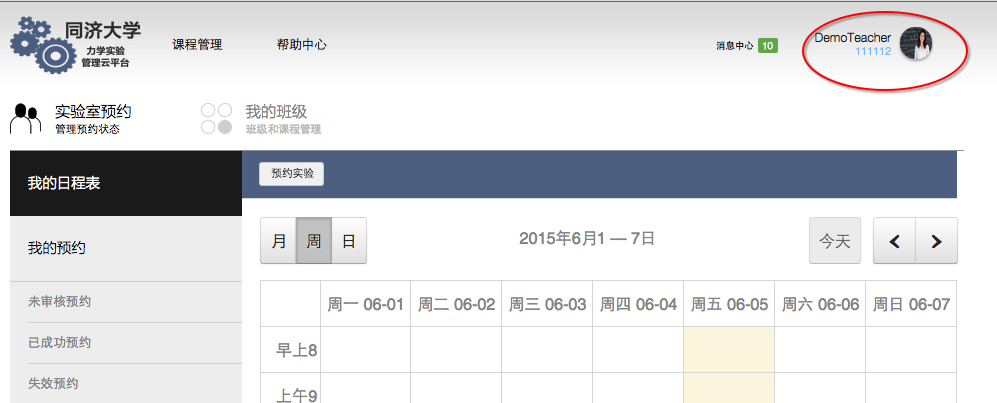 同济大学
力学实验
管理云平台
课程管理
帮助中心
消息中心 10
DemoTeacher
111112
实验室预约
管理预约状态
我的班级
班级和课程管理
我的日程表
预约实验
我的预约
未审核预约
已成功预约
失效预约
月 周 日
2015年6月1 — 7日
今天
周一 06-01 周二 06-02 周三 06-03 周四 06-04 周五 06-05 周六 06-06 周日 06-07
早上8
上午9